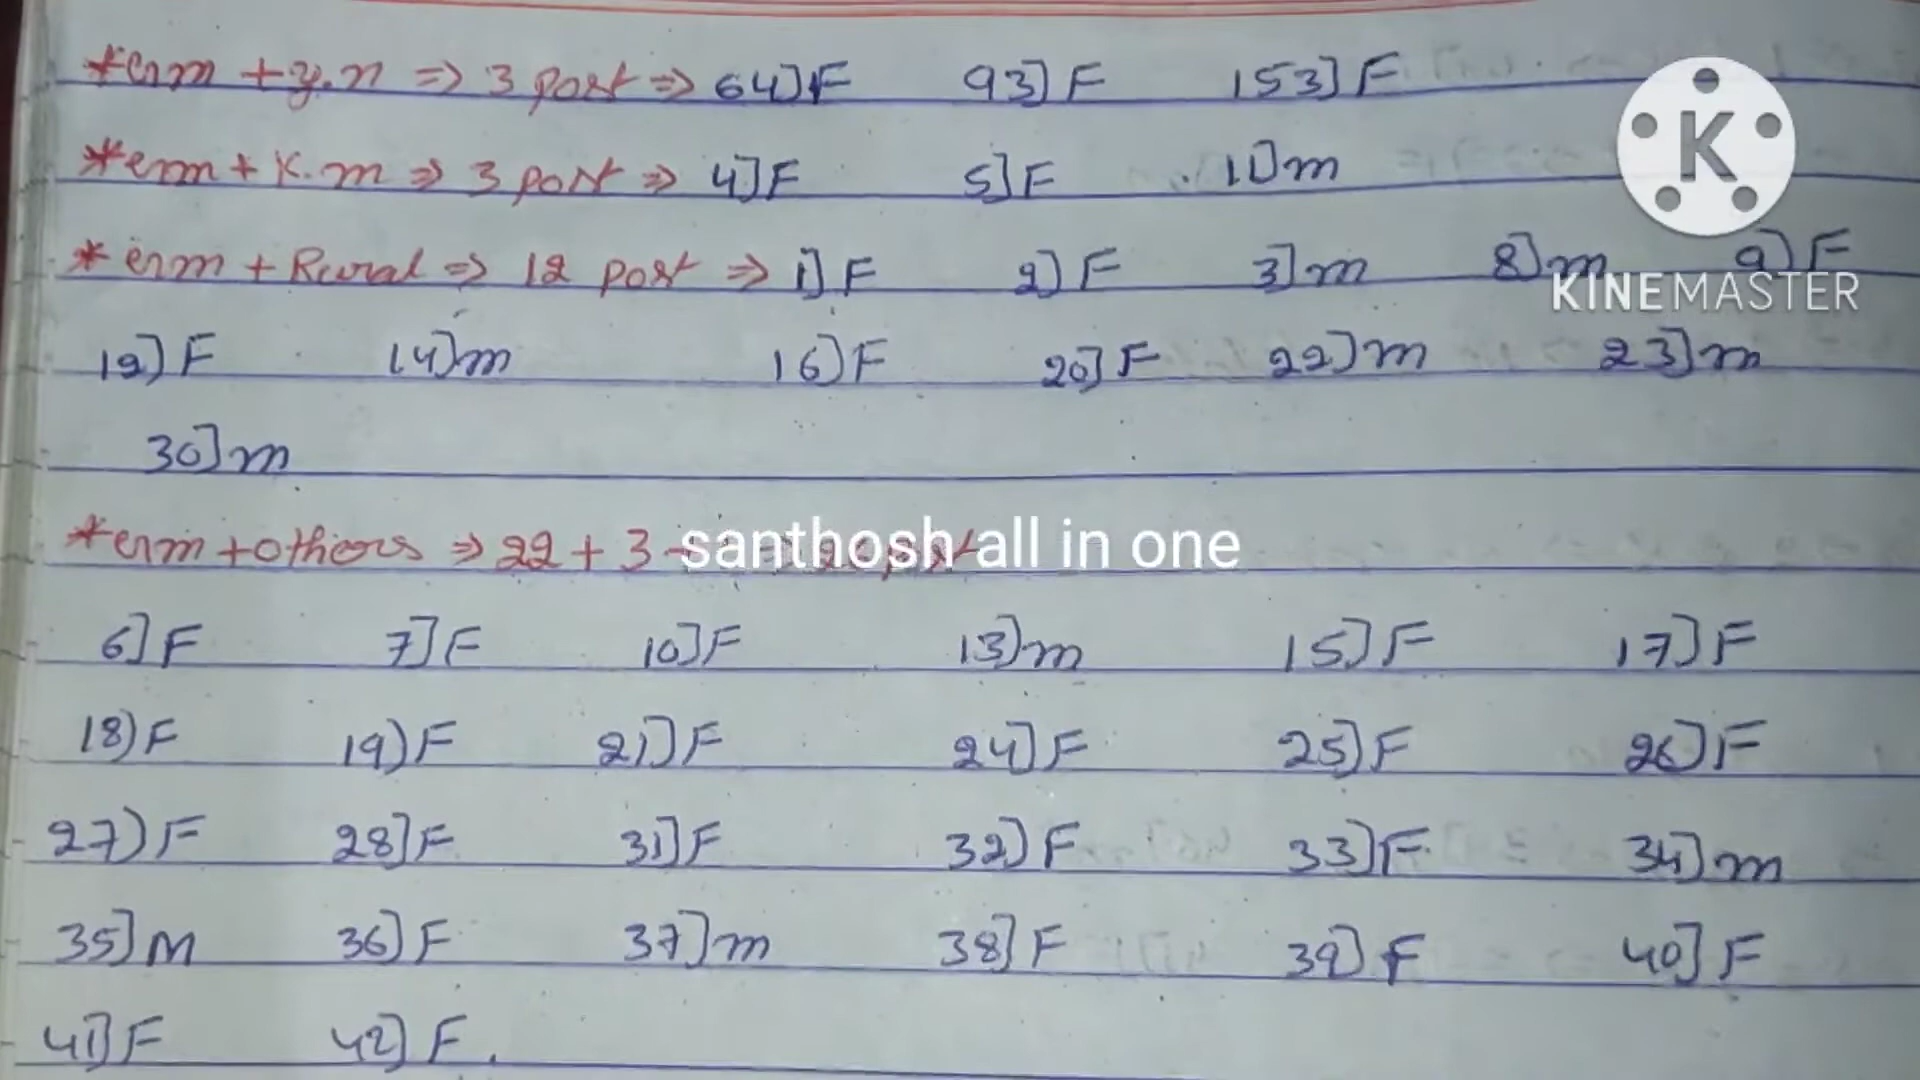 *erm + y.n => 3 post => 64]F 93]F 153]F
*erm + K.m => 3 post => 4]F 5]F 11]m
* erm + Rural => 12 post => 1]F 2]F 3]m 8]m 9]F
KINEMASTER
12)F 14)m 16)F 20]F 22]m 23]m
30]m
*erm + others => 22 + 3
santhosh all in one
6]F 7]F 10]F 13)m 15]F 17]F
18)F 19)F 21]F 24]F 25]F 26]F
27)F 28]F 31]F 32)F 33]F 34]m
35]M 36]F 37]m 38]F 39]F 40]F
41]F 42]F.